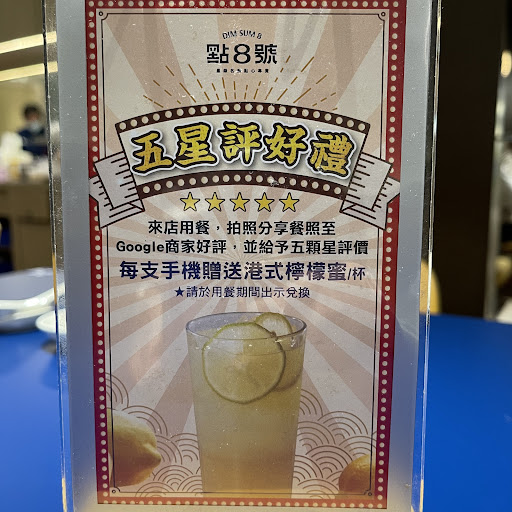 DIM SUM 8
點8號
五星評好禮
來店用餐，拍照分享餐照至
Google商家好評，並給予五顆星評價
每支手機贈送港式檸檬蜜/杯
★請於用餐期間出示兌換